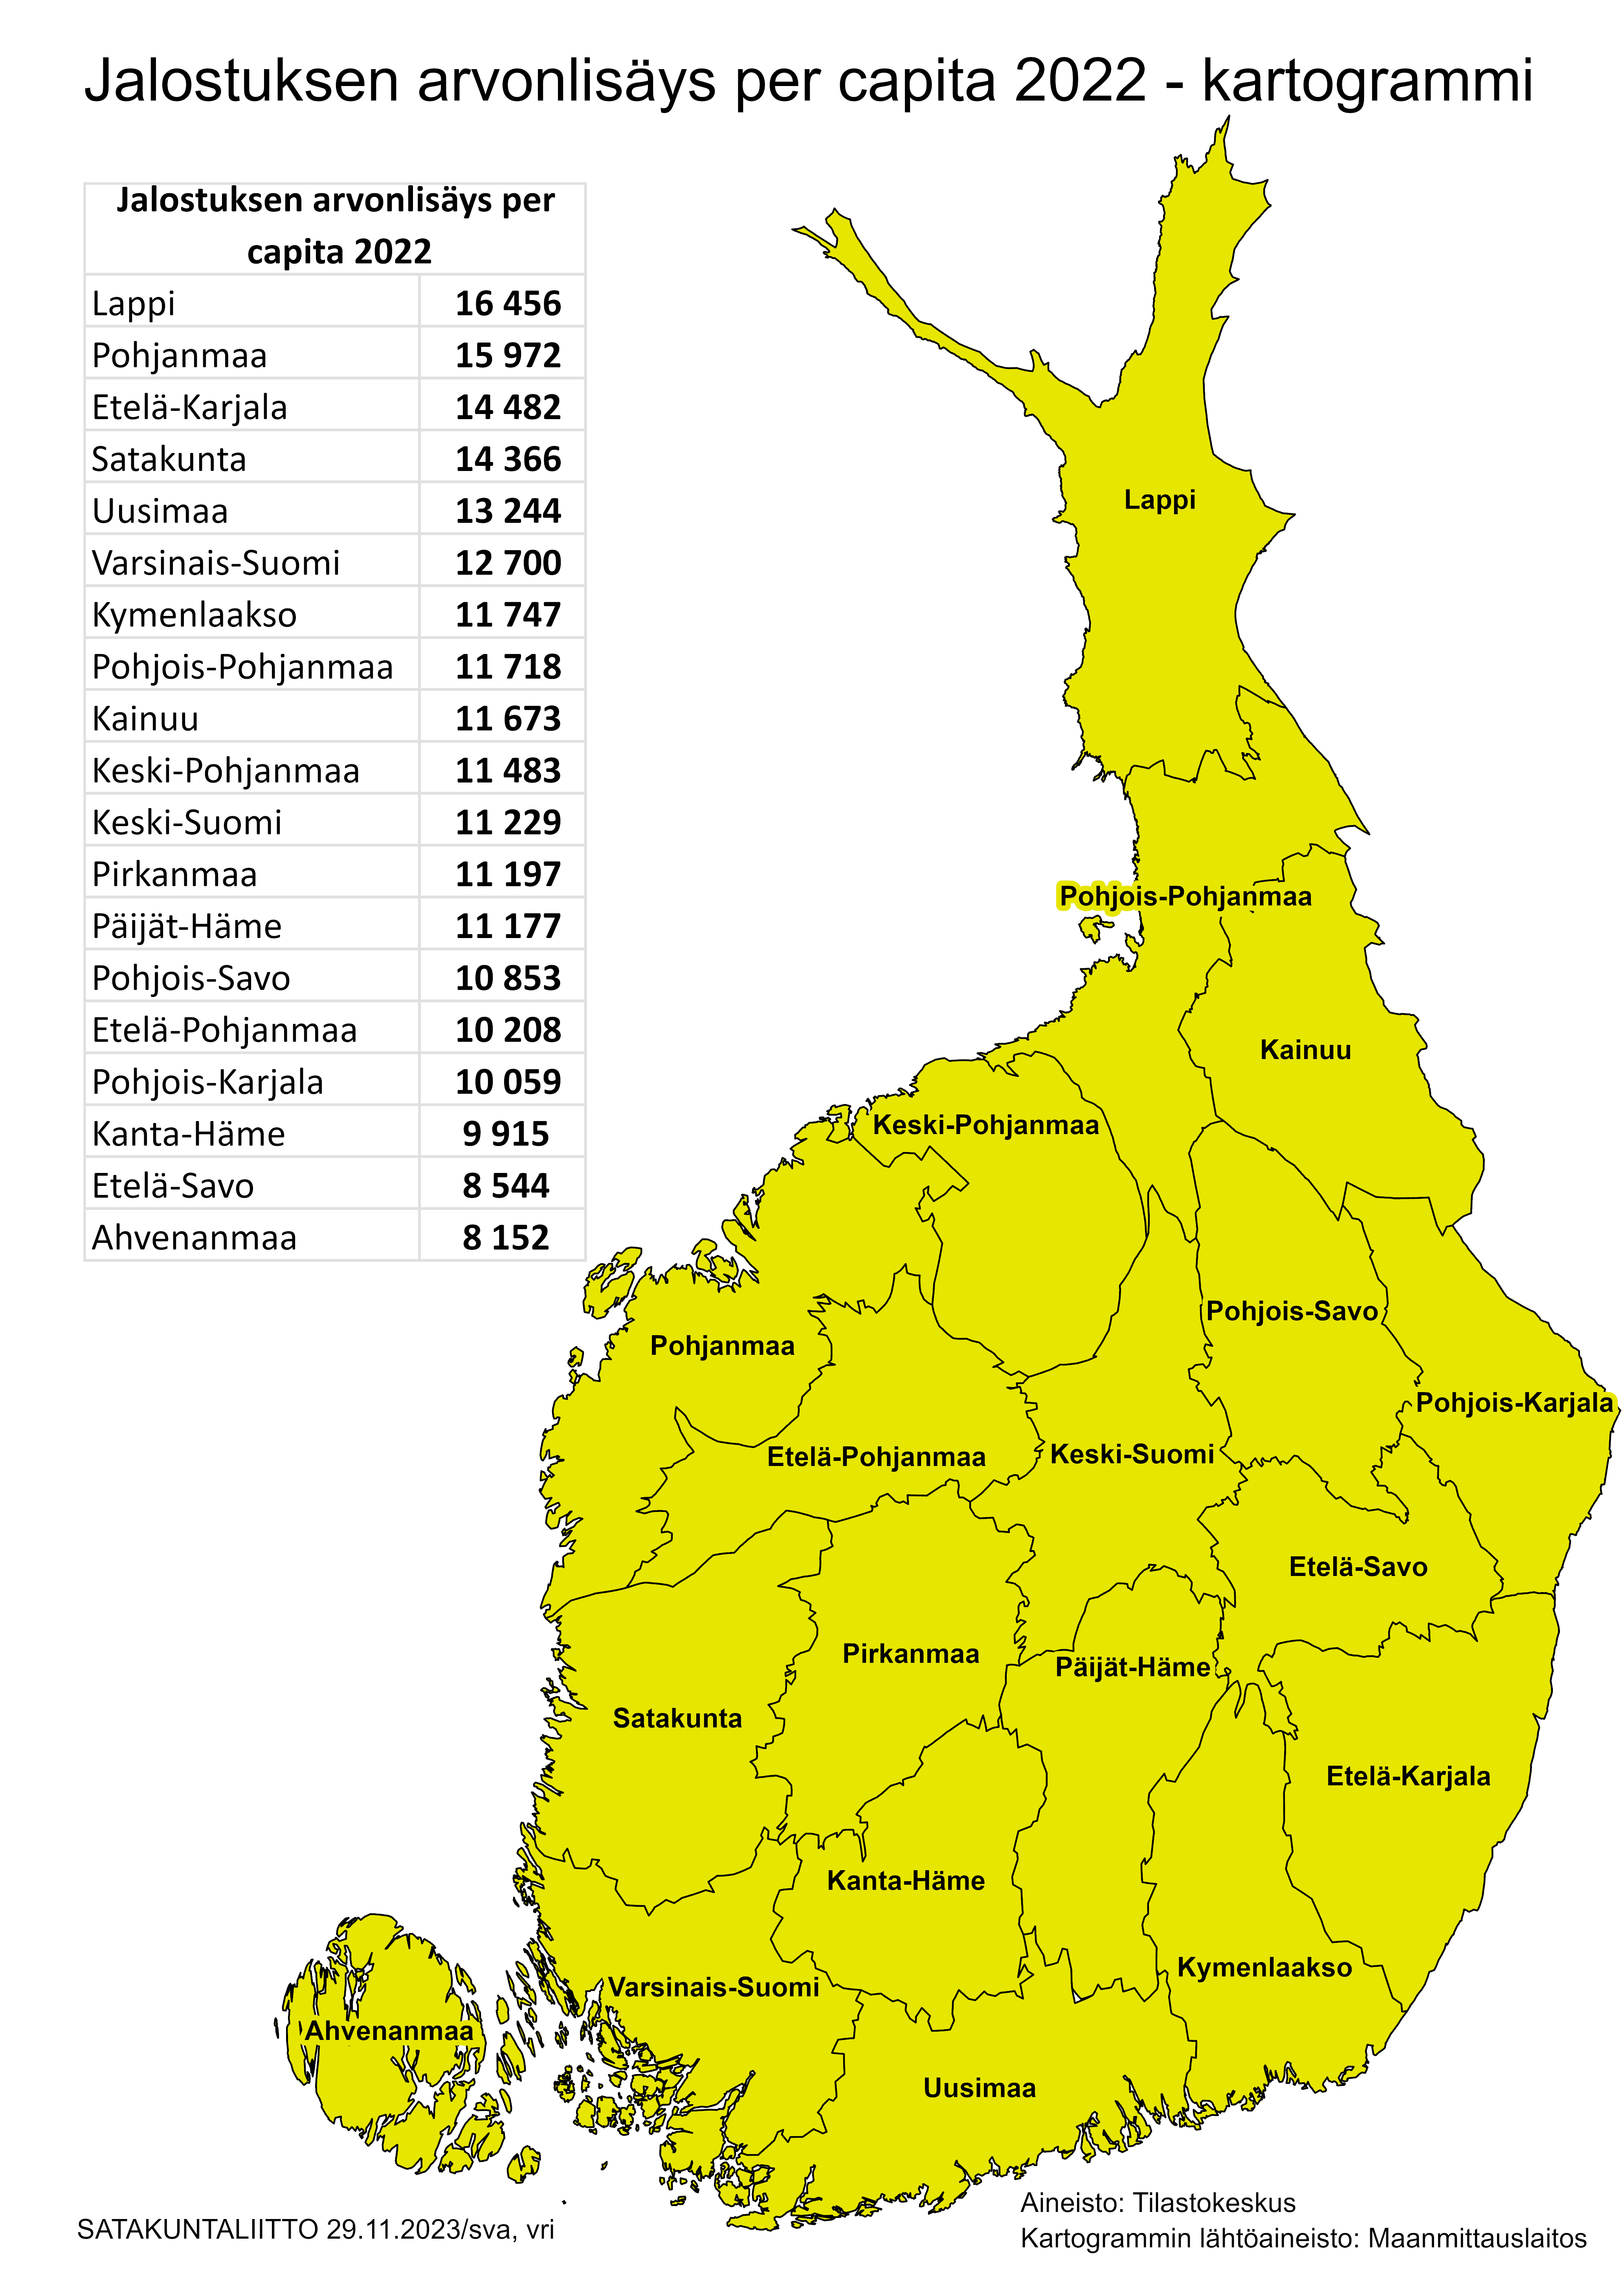 Jalostuksen arvonlisäys per capita 2022 - kartogrammi
Jalostuksen arvonlisäys per
capita 2022
Lappi 16 456
Pohjanmaa 15 972
Etelä-Karjala 14 482
Satakunta 14 366
Uusimaa 13 244
Varsinais-Suomi 12 700
Kymenlaakso 11 747
Pohjois-Pohjanmaa 11 718
Kainuu 11 673
Keski-Pohjanmaa 11 483
Keski-Suomi 11 229
Pirkanmaa 11 197
Päijät-Häme 11 177
Pohjois-Savo 10 853
Etelä-Pohjanmaa 10 208
Pohjois-Karjala 10 059
Kanta-Häme 9 915
Etelä-Savo 8 544
Ahvenanmaa 8 152
Lappi
Pohjois-Pohjanmaa
Kainuu
Keski-Pohjanmaa
Pohjois-Savo
Pohjanmaa
Pohjois-Karjala
Etelä-Pohjanmaa
Keski-Suomi
Etelä-Savo
Pirkanmaa
Päijät-Häme
Satakunta
Etelä-Karjala
Kanta-Häme
Kymenlaakso
Varsinais-Suomi
Ahvenanmaa
Uusimaa
SATAKUNTALIITTO 29.11.2023/sva, vri
Aineisto: Tilastokeskus
Kartogrammin lähtöaineisto: Maanmittauslaitos